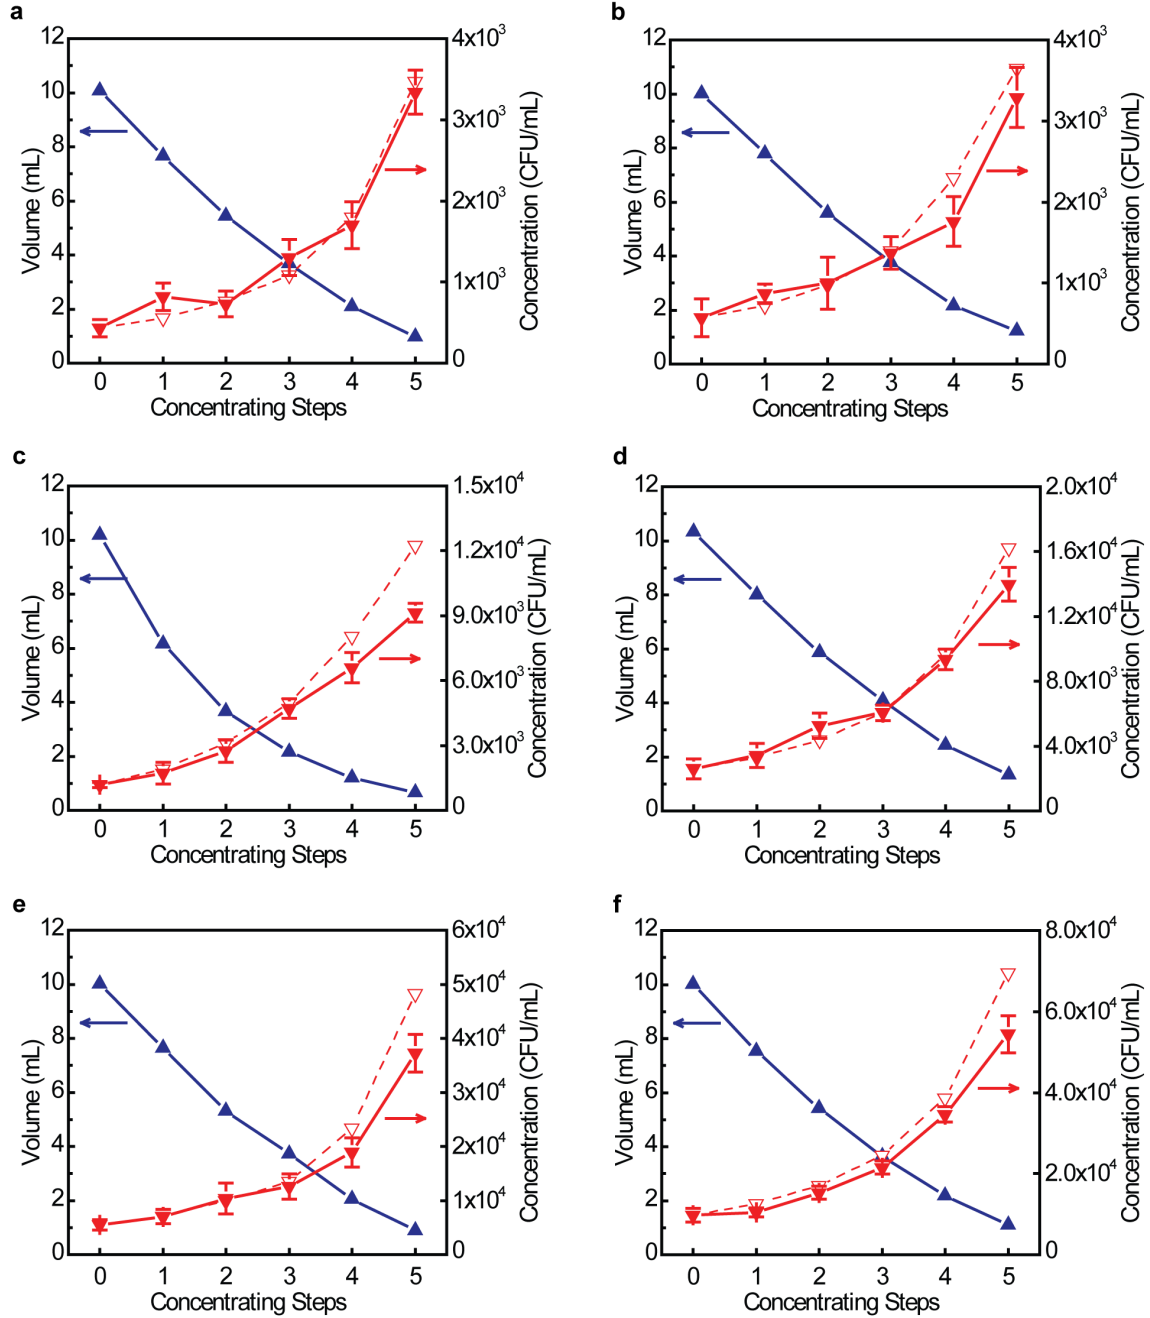 a
12
10
8
6
4
2
0
Volume (mL)
4x10³
3x10³
2x10³
1x10³
0
Concentration (CFU/mL)
0 1 2 3 4 5
Concentrating Steps
b
12
10
8
6
4
2
0
Volume (mL)
4x10³
3x10³
2x10³
1x10³
0
Concentration (CFU/mL)
0 1 2 3 4 5
Concentrating Steps
c
12
10
8
6
4
2
0
Volume (mL)
1.5x10⁴
1.2x10⁴
9.0x10³
6.0x10³
3.0x10³
0
Concentration (CFU/mL)
0 1 2 3 4 5
Concentrating Steps
d
12
10
8
6
4
2
0
Volume (mL)
2.0x10⁴
1.6x10⁴
1.2x10⁴
8.0x10³
4.0x10³
0
Concentration (CFU/mL)
0 1 2 3 4 5
Concentrating Steps
e
12
10
8
6
4
2
0
Volume (mL)
6x10⁴
5x10⁴
4x10⁴
3x10⁴
2x10⁴
1x10⁴
0
Concentration (CFU/mL)
0 1 2 3 4 5
Concentrating Steps
f
12
10
8
6
4
2
0
Volume (mL)
8.0x10⁴
6.0x10⁴
4.0x10⁴
2.0x10⁴
0
Concentration (CFU/mL)
0 1 2 3 4 5
Concentrating Steps